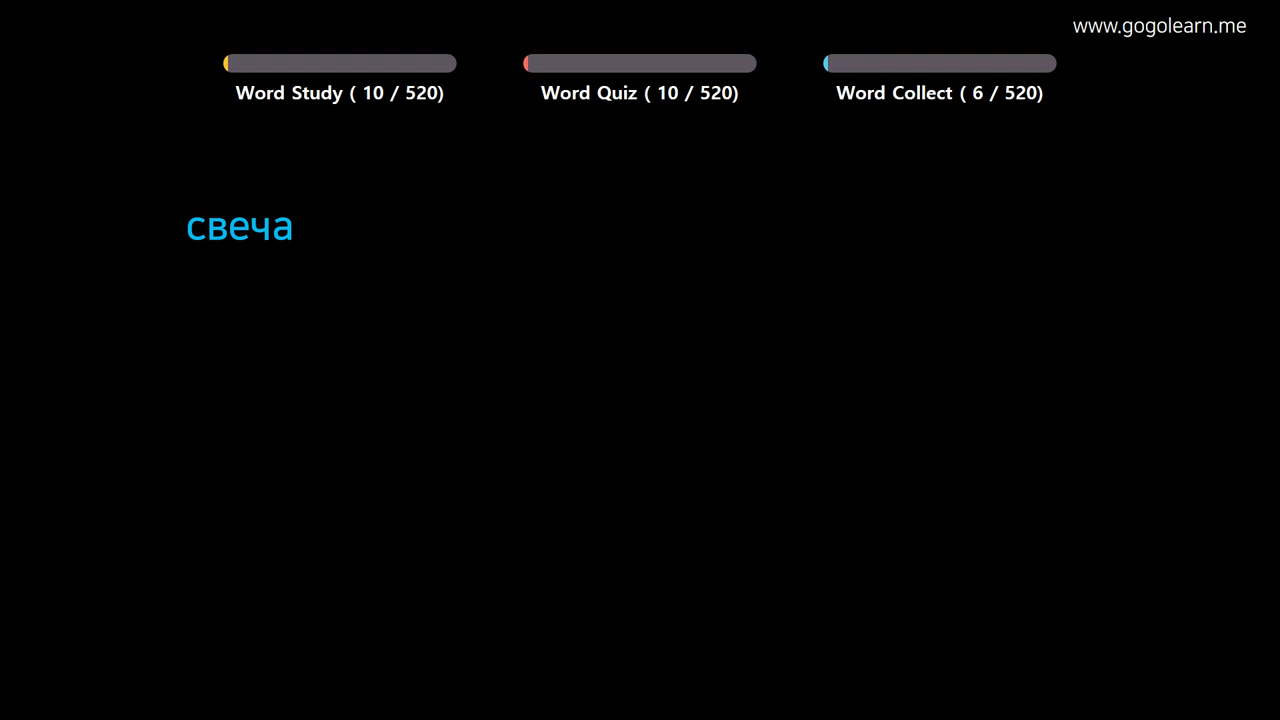 www.gogolearn.me
Word Study ( 10 / 520)
Word Quiz ( 10 / 520)
Word Collect ( 6 / 520)
свеча